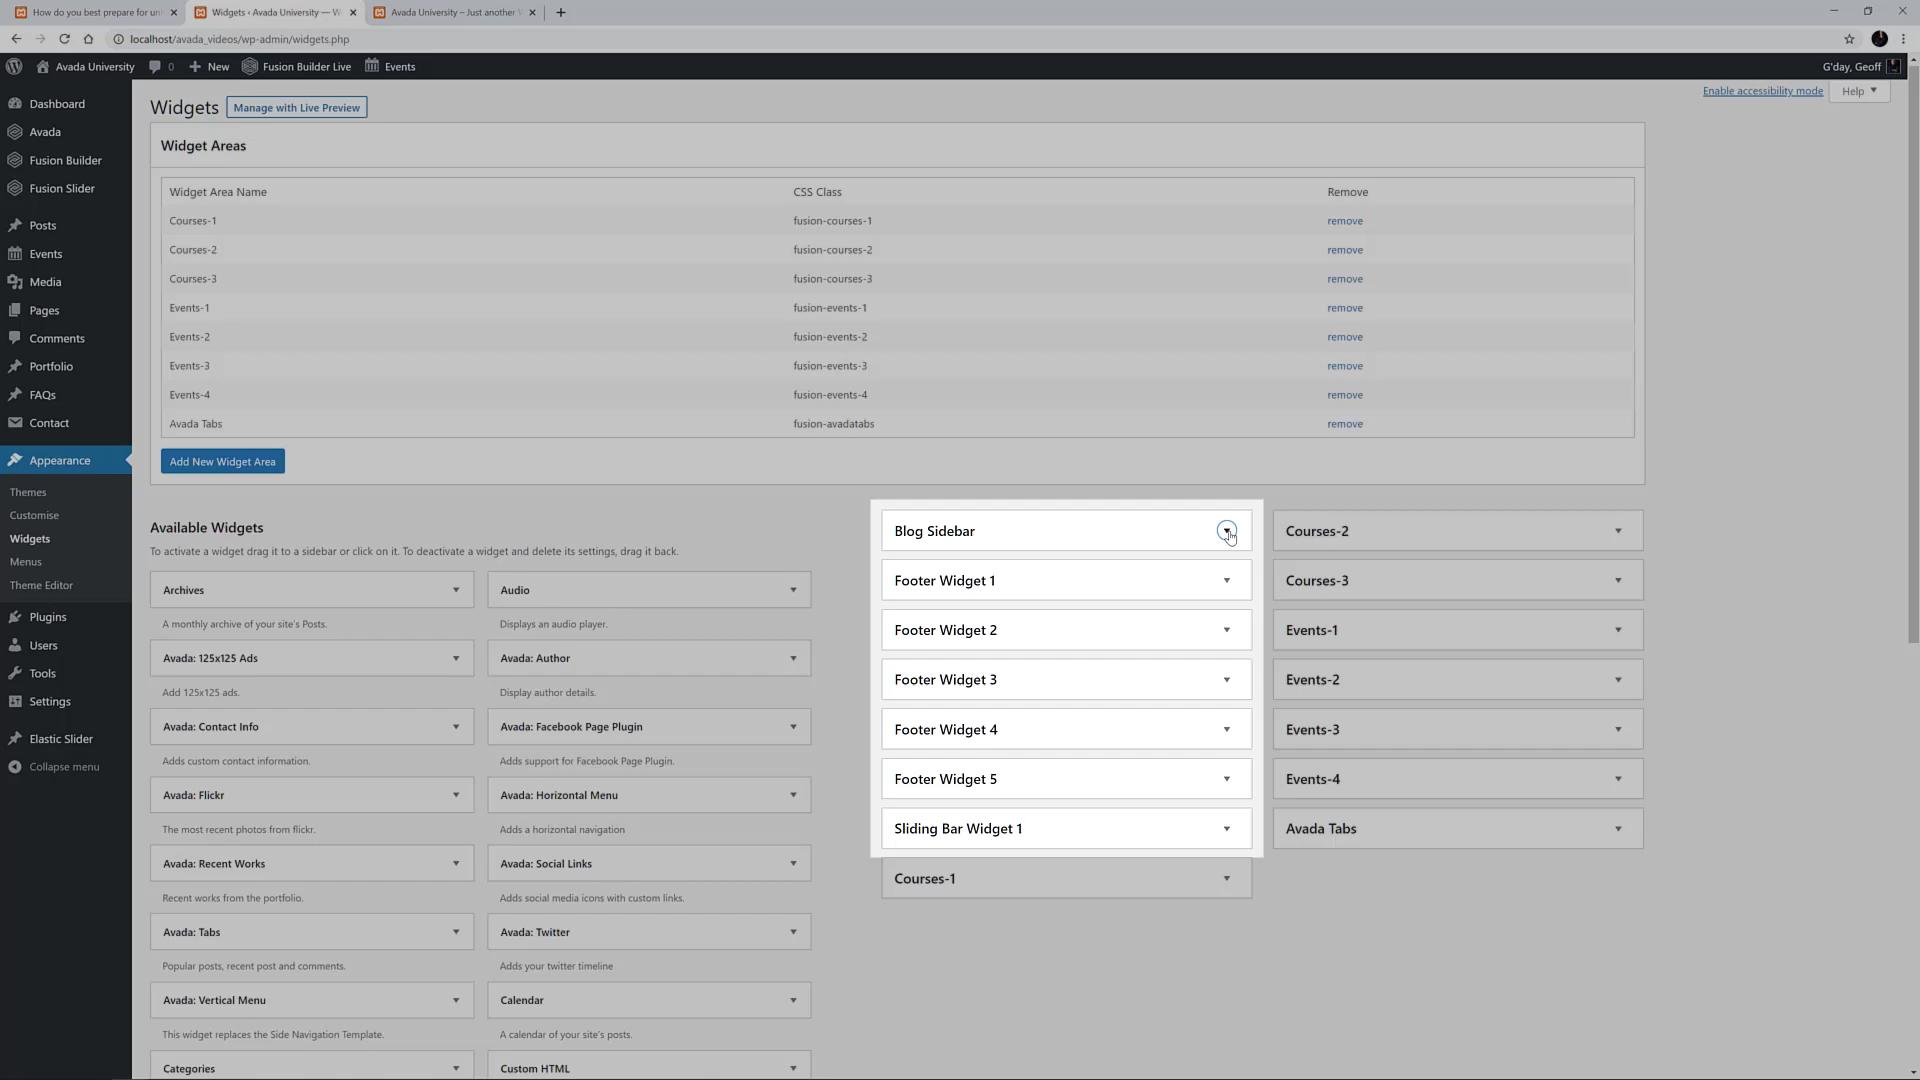 How do you best prepare for un
Widgets ‹ Avada University — W
Avada University – Just another
localhost/avada_videos/wp-admin/widgets.php
Avada University
0
New
Fusion Builder Live
Events
G'day, Geoff
Dashboard
Avada
Fusion Builder
Fusion Slider
Posts
Events
Media
Pages
Comments
Portfolio
FAQs
Contact
Appearance
Themes
Customise
Widgets
Menus
Theme Editor
Plugins
Users
Tools
Settings
Elastic Slider
Collapse menu
Enable accessibility mode
Help
Widgets
Manage with Live Preview
Widget Areas
Widget Area Name CSS Class Remove
Courses-1 fusion-courses-1 remove
Courses-2 fusion-courses-2 remove
Courses-3 fusion-courses-3 remove
Events-1 fusion-events-1 remove
Events-2 fusion-events-2 remove
Events-3 fusion-events-3 remove
Events-4 fusion-events-4 remove
Avada Tabs fusion-avadatabs remove
Add New Widget Area
Available Widgets
To activate a widget drag it to a sidebar or click on it. To deactivate a widget and delete its settings, drag it back.
Archives
A monthly archive of your site's Posts.
Audio
Displays an audio player.
Avada: 125x125 Ads
Add 125x125 ads.
Avada: Author
Display author details.
Avada: Contact Info
Adds custom contact information.
Avada: Facebook Page Plugin
Adds support for Facebook Page Plugin.
Avada: Flickr
The most recent photos from flickr.
Avada: Horizontal Menu
Adds a horizontal navigation
Avada: Recent Works
Recent works from the portfolio.
Avada: Social Links
Adds social media icons with custom links.
Avada: Tabs
Popular posts, recent post and comments.
Avada: Twitter
Adds your twitter timeline
Avada: Vertical Menu
This widget replaces the Side Navigation Template.
Calendar
A calendar of your site's posts.
Categories
Custom HTML
Blog Sidebar
Footer Widget 1
Footer Widget 2
Footer Widget 3
Footer Widget 4
Footer Widget 5
Sliding Bar Widget 1
Courses-1
Courses-2
Courses-3
Events-1
Events-2
Events-3
Events-4
Avada Tabs